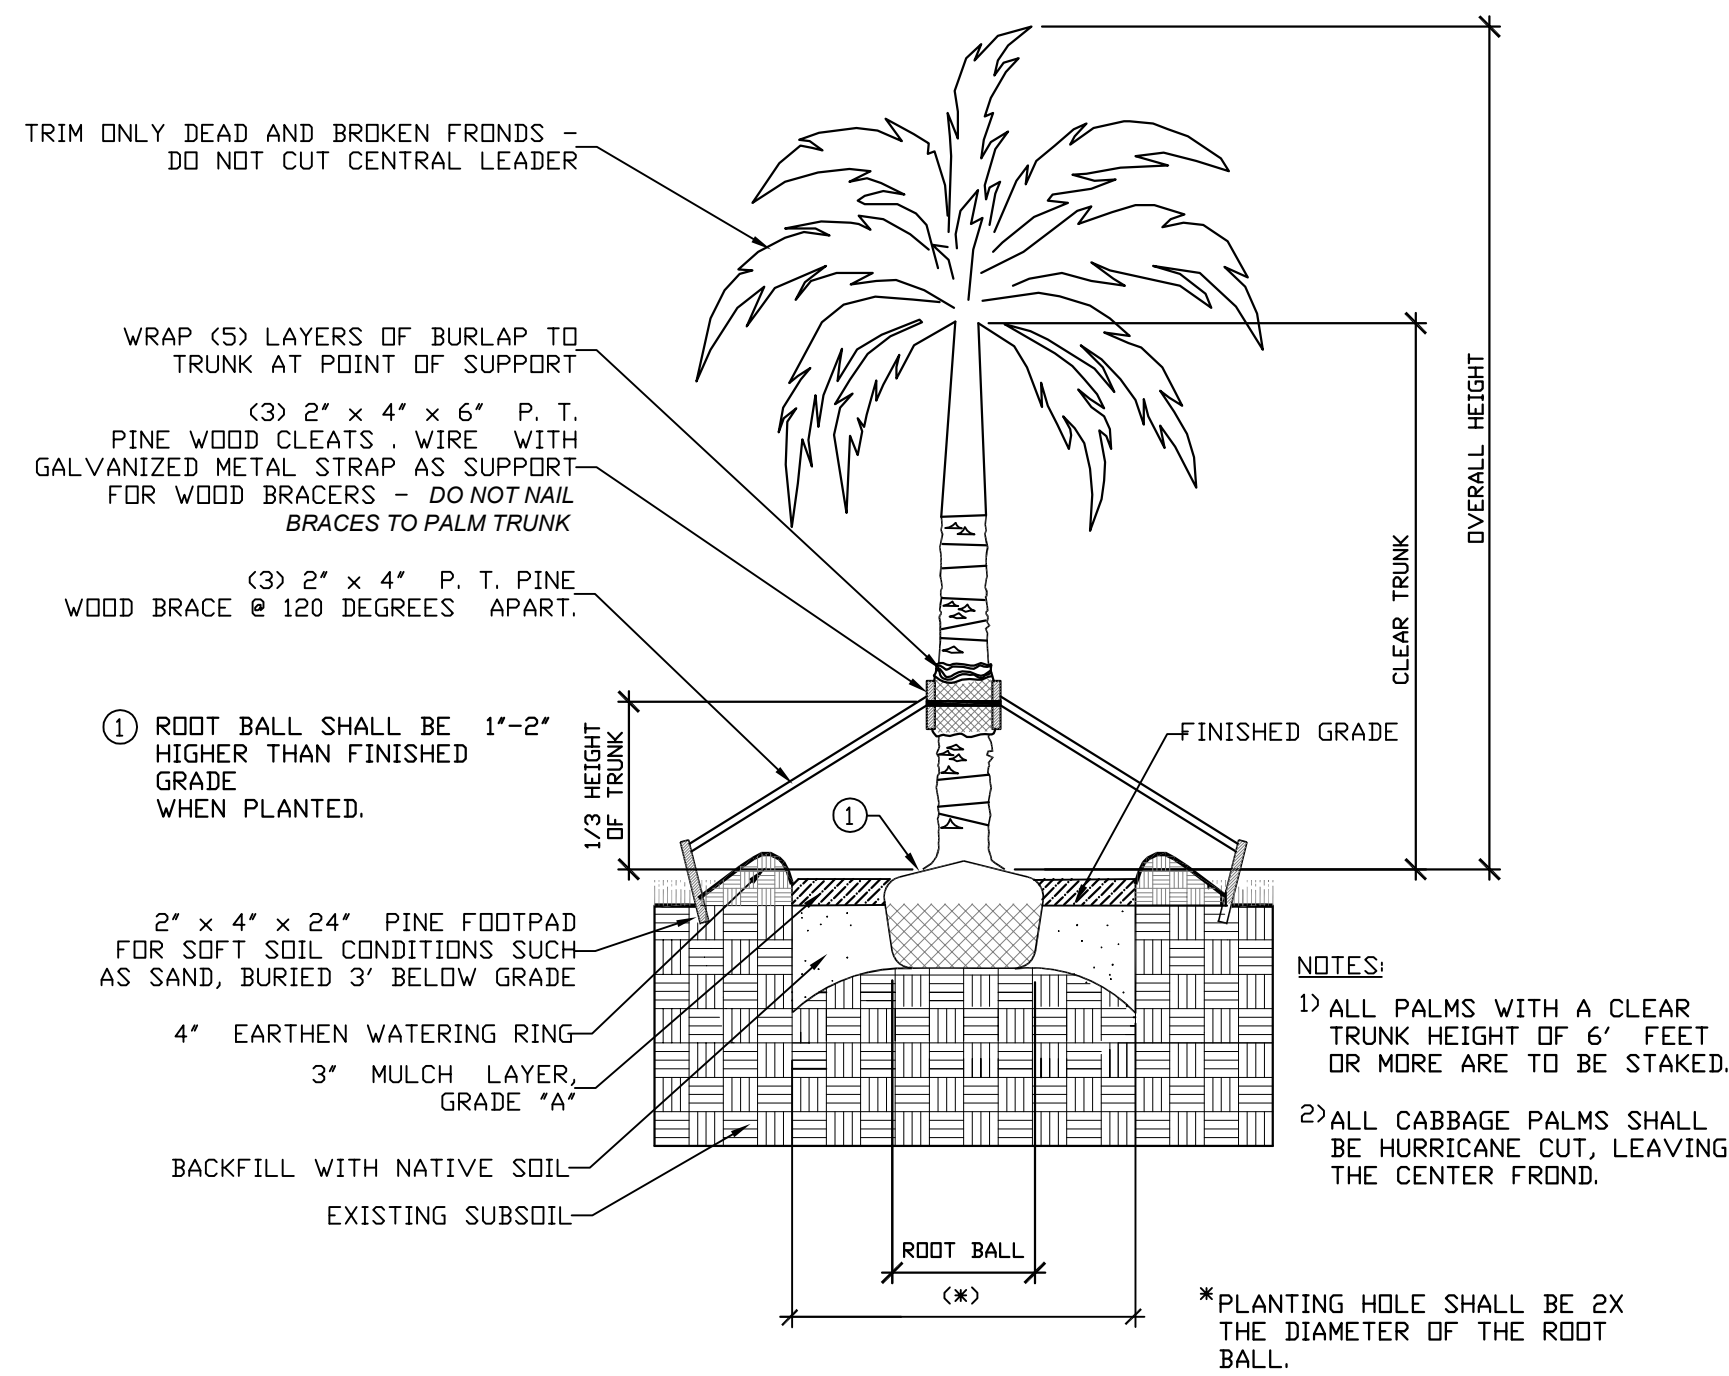 TRIM ONLY DEAD AND BROKEN FRONDS -
DO NOT CUT CENTRAL LEADER
WRAP (5) LAYERS OF BURLAP TO
TRUNK AT POINT OF SUPPORT
(3) 2" x 4" x 6" P. T.
PINE WOOD CLEATS . WIRE WITH
GALVANIZED METAL STRAP AS SUPPORT
FOR WOOD BRACERS - DO NOT NAIL
BRACES TO PALM TRUNK
(3) 2" x 4" P. T. PINE
WOOD BRACE @ 120 DEGREES APART.
1 ROOT BALL SHALL BE 1"-2"
HIGHER THAN FINISHED
GRADE
WHEN PLANTED.
1/3 HEIGHT
OF TRUNK
1
FINISHED GRADE
CLEAR TRUNK
OVERALL HEIGHT
2" x 4" x 24" PINE FOOTPAD
FOR SOFT SOIL CONDITIONS SUCH
AS SAND, BURIED 3' BELOW GRADE
4" EARTHEN WATERING RING
3" MULCH LAYER,
GRADE "A"
BACKFILL WITH NATIVE SOIL
EXISTING SUBSOIL
ROOT BALL
(*)
NOTES:
1) ALL PALMS WITH A CLEAR
TRUNK HEIGHT OF 6' FEET
OR MORE ARE TO BE STAKED.
2) ALL CABBAGE PALMS SHALL
BE HURRICANE CUT, LEAVING
THE CENTER FROND.
*PLANTING HOLE SHALL BE 2X
THE DIAMETER OF THE ROOT
BALL.